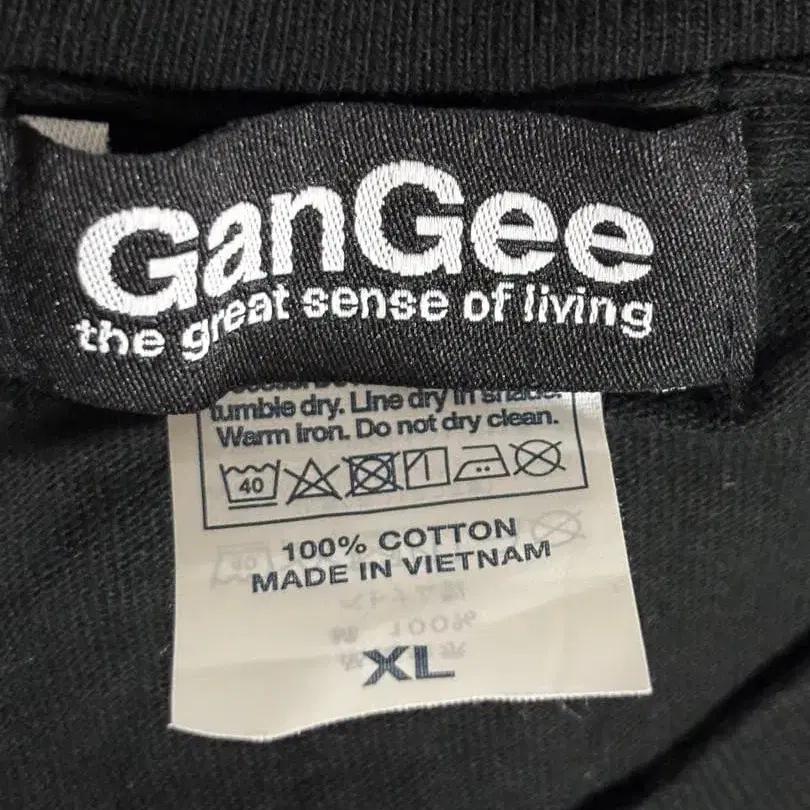 GanGee
the great sense of living
tumble dry. Line dry in shade.
Warm iron. Do not dry clean.
40
100% COTTON
MADE IN VIETNAM
100%
XL